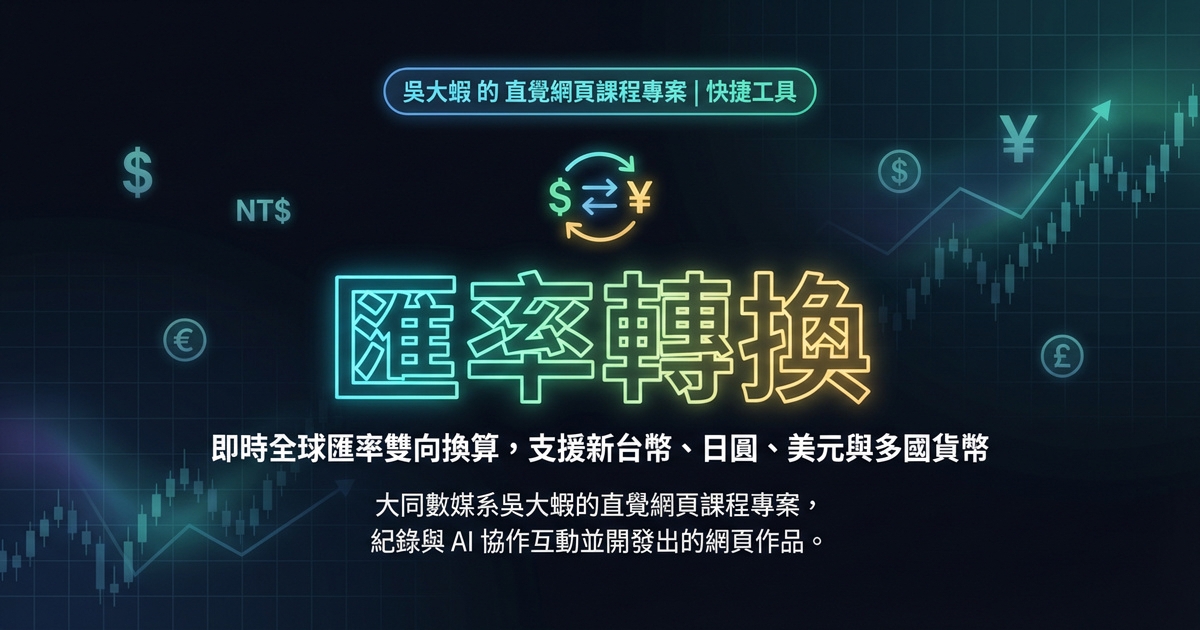 吳大蝦 的 直覺網頁課程專案 | 快捷工具
$
NT$
$ ⇄ ¥
$
¥
匯率轉換
€
£
即時全球匯率雙向換算，支援新台幣、日圓、美元與多國貨幣
大同數媒系吳大蝦的直覺網頁課程專案，
紀錄與 AI 協作互動並開發出的網頁作品。